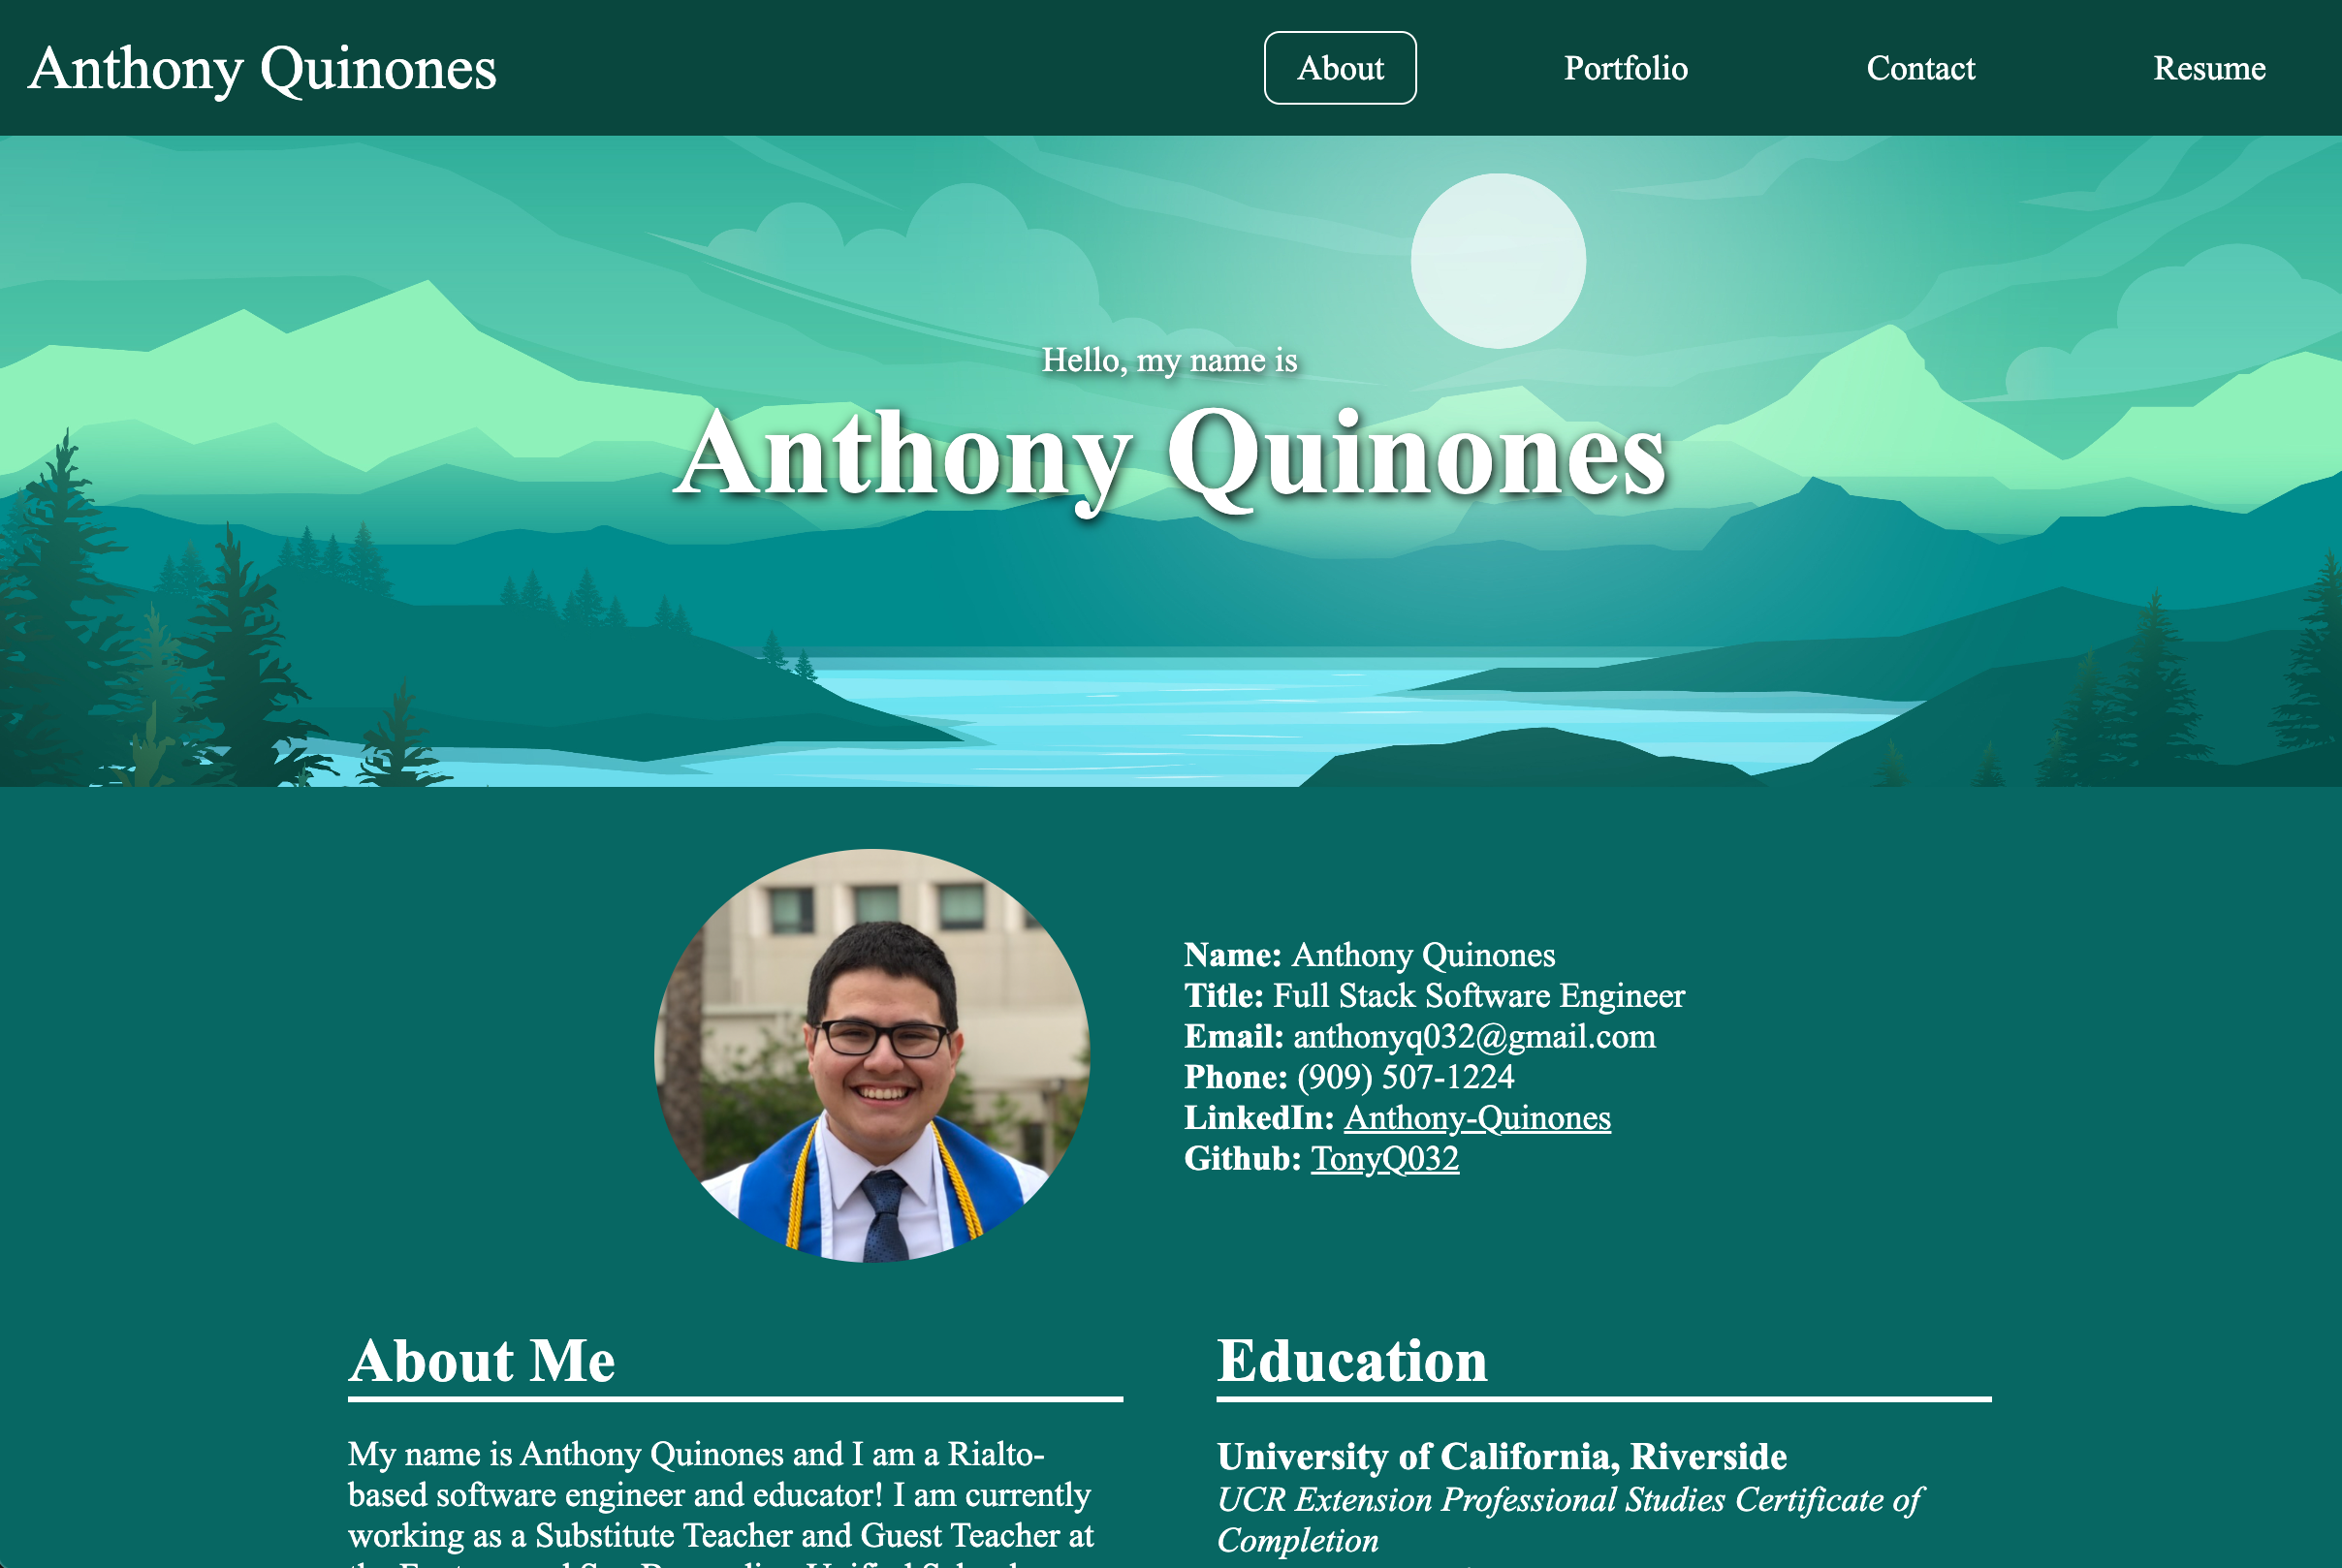 Anthony Quinones
About
Portfolio
Contact
Resume
Hello, my name is
Anthony Quinones
Name: Anthony Quinones
Title: Full Stack Software Engineer
Email: anthonyq032@gmail.com
Phone: (909) 507-1224
LinkedIn: Anthony-Quinones
Github: TonyQ032
About Me
My name is Anthony Quinones and I am a Rialto-
based software engineer and educator! I am currently
working as a Substitute Teacher and Guest Teacher at
Education
University of California, Riverside
UCR Extension Professional Studies Certificate of
Completion